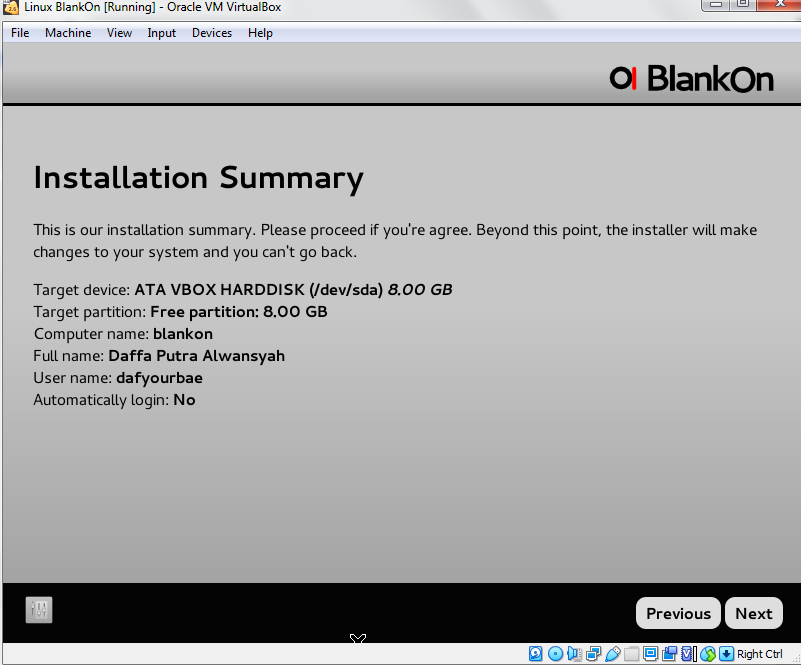 Linux BlankOn [Running] - Oracle VM VirtualBox
File Machine View Input Devices Help
BlankOn
Installation Summary
This is our installation summary. Please proceed if you're agree. Beyond this point, the installer will make
changes to your system and you can't go back.
Target device: ATA VBOX HARDDISK (/dev/sda) 8.00 GB
Target partition: Free partition: 8.00 GB
Computer name: blankon
Full name: Daffa Putra Alwansyah
User name: dafyourbae
Automatically login: No
Previous Next
Right Ctrl